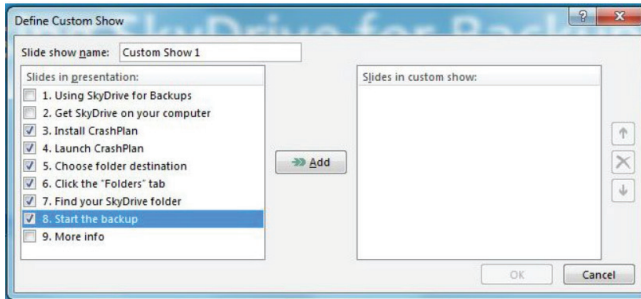 Define Custom Show
Slide show name: Custom Show 1
Slides in presentation:
1. Using SkyDrive for Backups
2. Get SkyDrive on your computer
3. Install CrashPlan
4. Launch CrashPlan
5. Choose folder destination
6. Click the "Folders" tab
7. Find your SkyDrive folder
8. Start the backup
9. More info
Add
Slides in custom show:
OK
Cancel